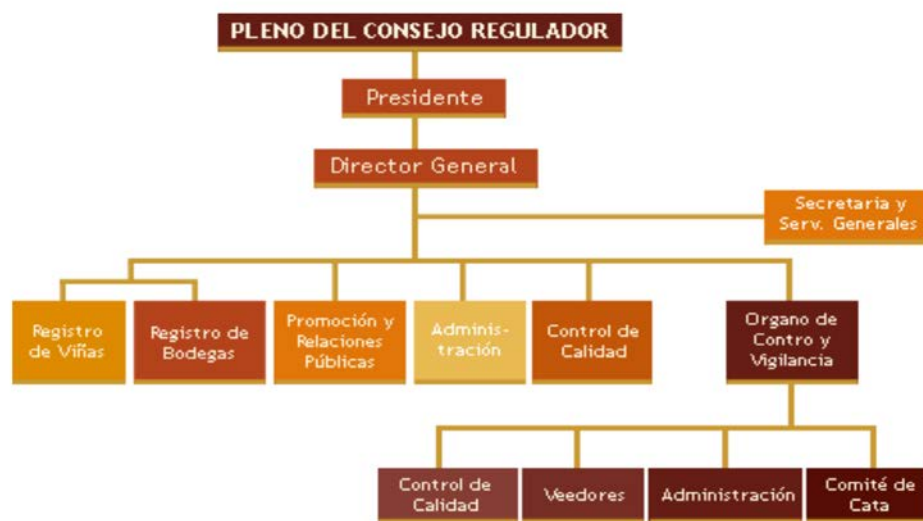 PLENO DEL CONSEJO REGULADOR
Presidente
Director General
Secretaria y
Serv. Generales
Registro
de Viñas
Registro de
Bodegas
Promoción y
Relaciones
Públicas
Adminis-
tración
Control de
Calidad
Organo de
Contro y
Vigilancia
Control de
Calidad
Veedores
Administración
Comité de
Cata